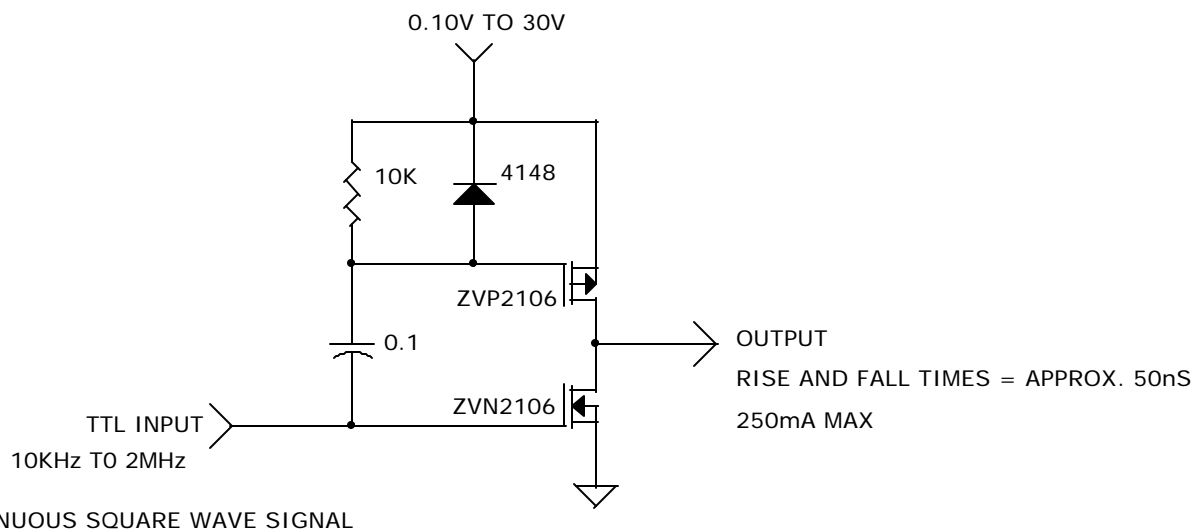 0.10V TO 30V
10K
4148
ZVP2106
0.1
OUTPUT
RISE AND FALL TIMES = APPROX. 50nS
ZVN2106
250mA MAX
TTL INPUT
10KHz T0 2MHz
NUOUS SQUARE WAVE SIGNAL